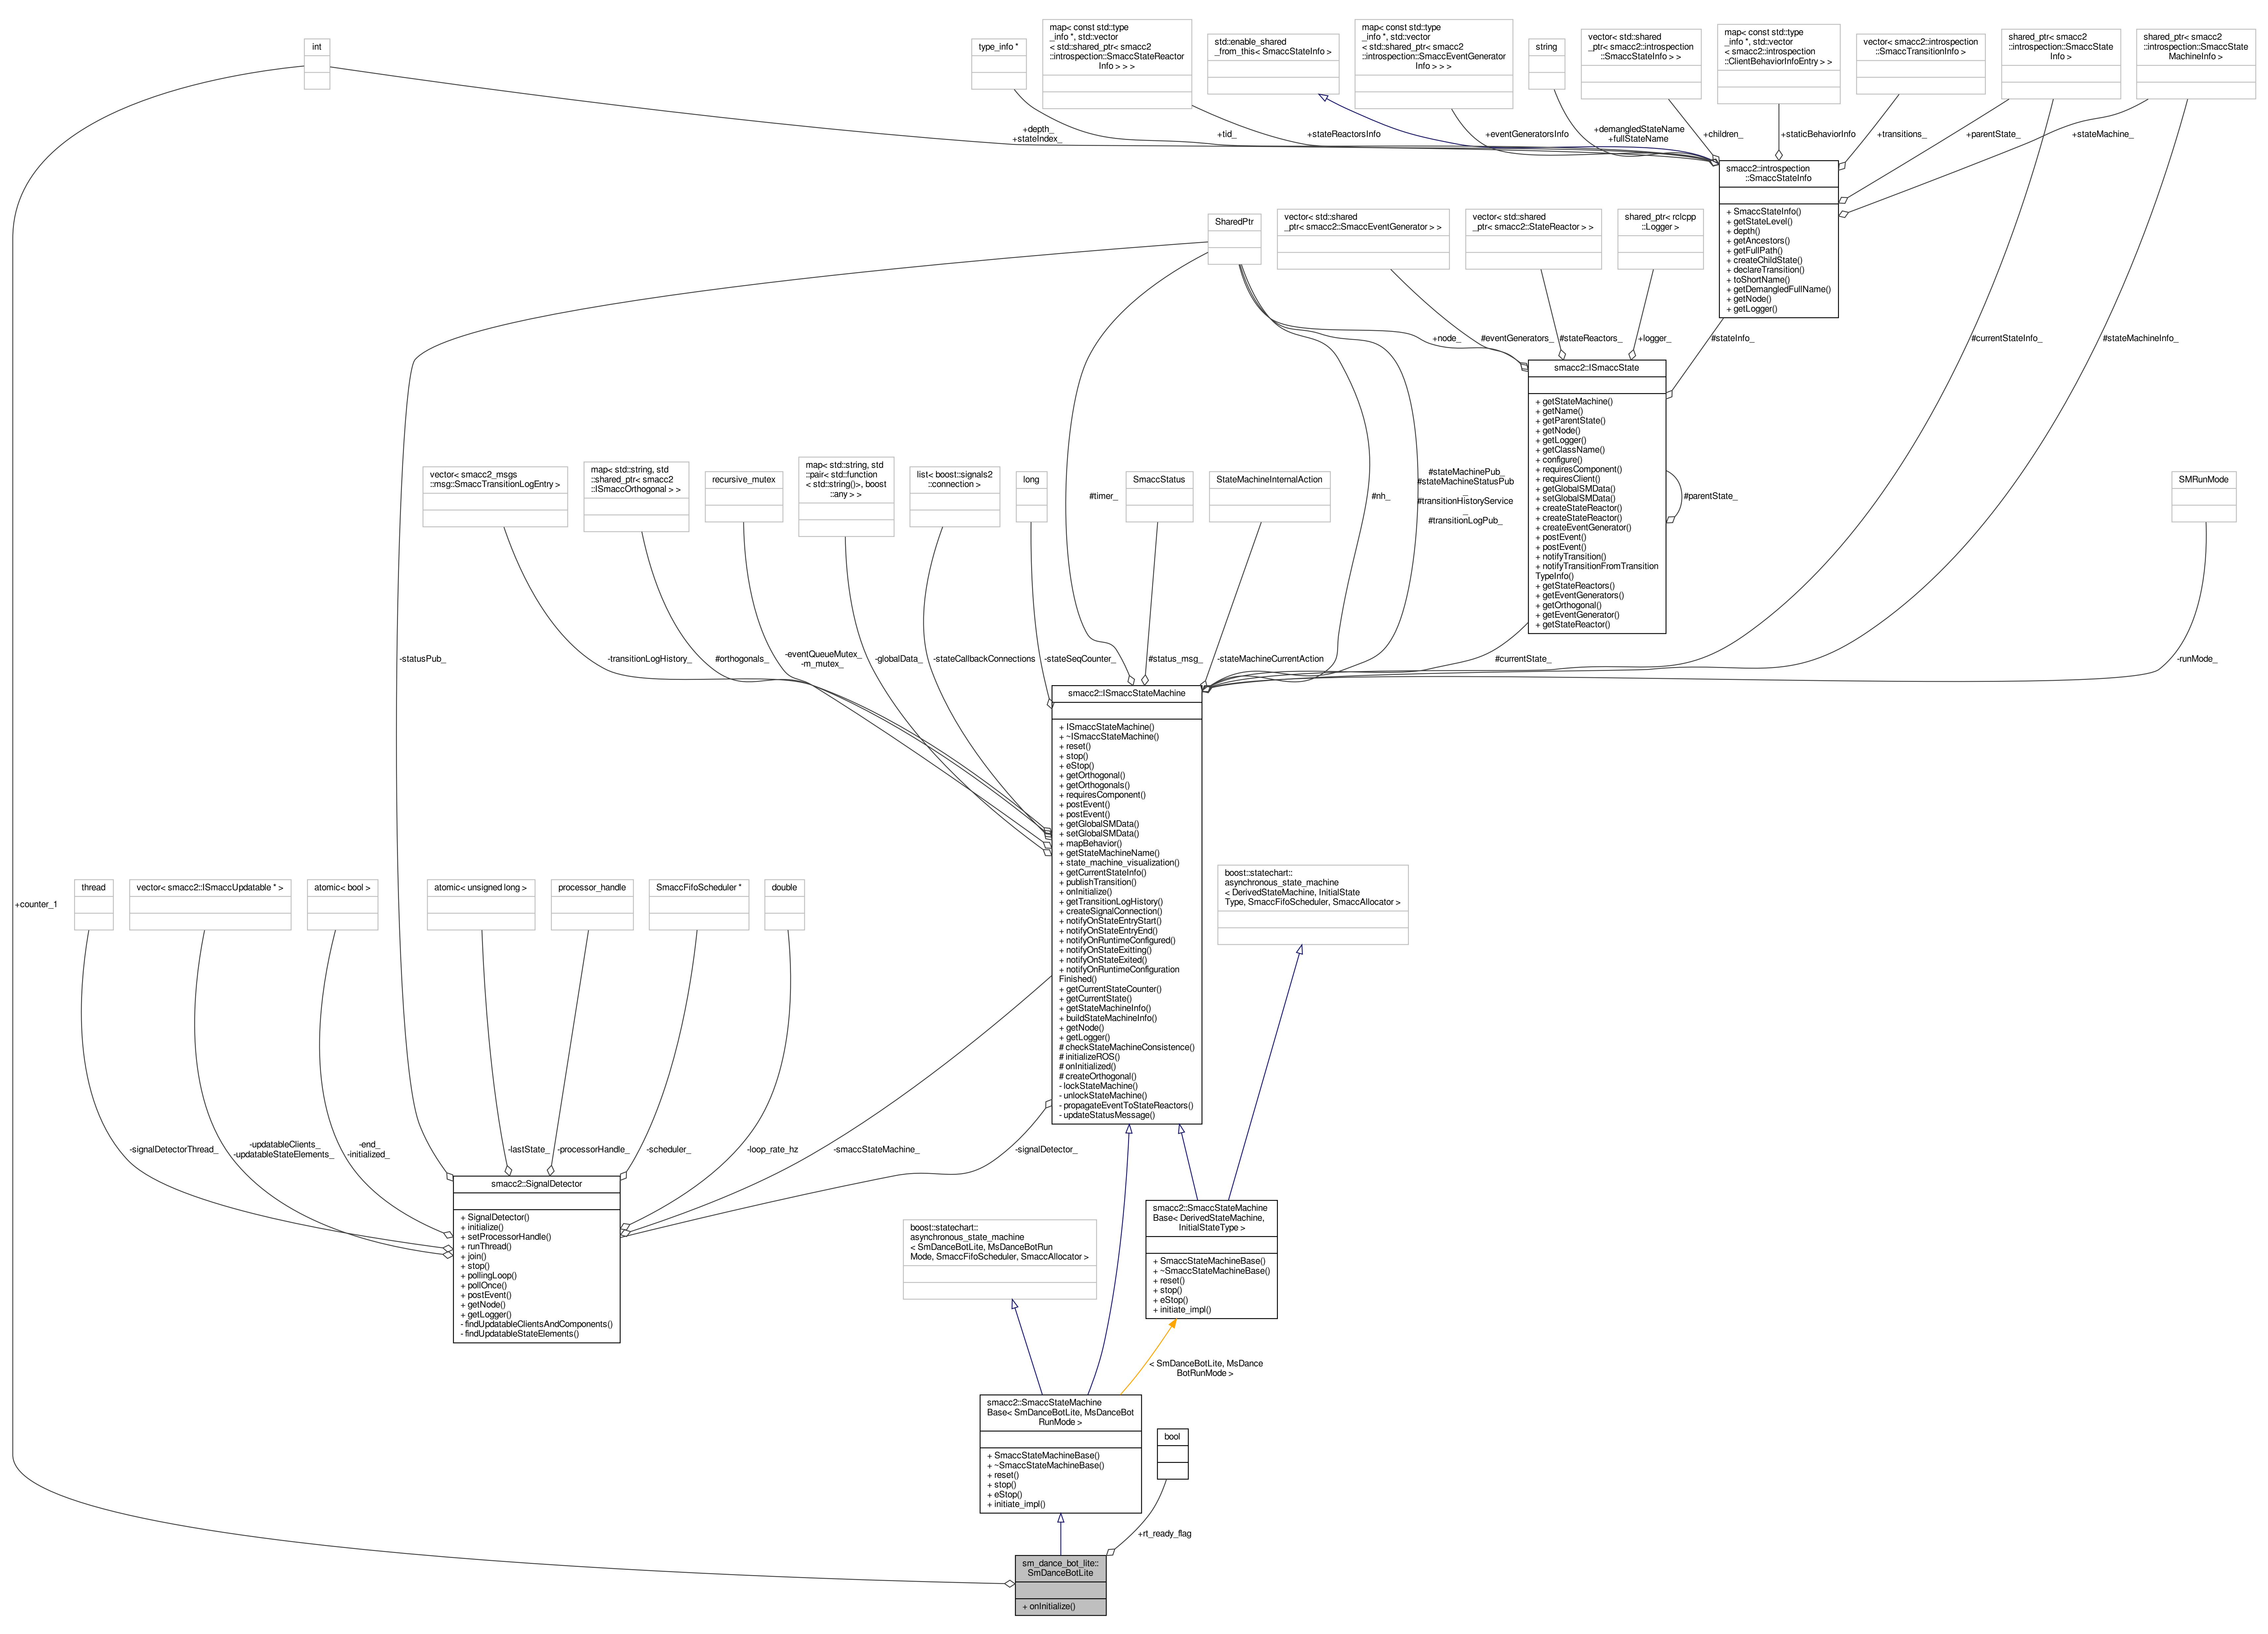 int
type_info *
map< const std::type
_info *, std::vector
< std::shared_ptr< smacc2
::introspection::SmaccStateReactor
Info > > >
std::enable_shared
_from_this< SmaccStateInfo >
map< const std::type
_info *, std::vector
< std::shared_ptr< smacc2
::introspection::SmaccEventGenerator
Info > > >
string
vector< std::shared
_ptr< smacc2::introspection
::SmaccStateInfo > >
map< const std::type
_info *, std::vector
< smacc2::introspection
::ClientBehaviorInfoEntry > >
vector< smacc2::introspection
::SmaccTransitionInfo >
shared_ptr< smacc2
::introspection::SmaccState
Info >
shared_ptr< smacc2
::introspection::SmaccState
MachineInfo >
+depth_
+stateIndex_
+tid_
+stateReactorsInfo
+eventGeneratorsInfo
+demangledStateName
+fullStateName
+children_
+staticBehaviorInfo
+transitions_
+parentState_
+stateMachine_
smacc2::introspection
::SmaccStateInfo
+ SmaccStateInfo()
+ getStateLevel()
+ depth()
+ getAncestors()
+ getFullPath()
+ createChildState()
+ declareTransition()
+ toShortName()
+ getDemangledFullName()
+ getNode()
+ getLogger()
SharedPtr
vector< std::shared
_ptr< smacc2::SmaccEventGenerator > >
vector< std::shared
_ptr< smacc2::StateReactor > >
shared_ptr< rclcpp
::Logger >
+node_
#eventGenerators_
#stateReactors_
+logger_
#stateInfo_
#currentStateInfo_
#stateMachineInfo_
smacc2::ISmaccState
+ getStateMachine()
+ getName()
+ getParentState()
+ getNode()
+ getLogger()
+ getClassName()
+ configure()
+ requiresComponent()
+ requiresClient()
+ getGlobalSMData()
+ setGlobalSMData()
+ createStateReactor()
+ createStateReactor()
+ createEventGenerator()
+ postEvent()
+ postEvent()
+ notifyTransition()
+ notifyTransitionFromTransition
TypeInfo()
+ getStateReactors()
+ getEventGenerators()
+ getOrthogonal()
+ getEventGenerator()
+ getStateReactor()
#parentState_
vector< smacc2_msgs
::msg::SmaccTransitionLogEntry >
map< std::string, std
::shared_ptr< smacc2
::ISmaccOrthogonal > >
recursive_mutex
map< std::string, std
::pair< std::function
< std::string()>, boost
::any > >
list< boost::signals2
::connection >
long
#timer_
SmaccStatus
StateMachineInternalAction
#nh_
#stateMachinePub_
#stateMachineStatusPub
_
#transitionHistoryService
_
#transitionLogPub_
SMRunMode
-statusPub_
-transitionLogHistory_
#orthogonals_
-eventQueueMutex_
-m_mutex_
-globalData_
-stateCallbackConnections
-stateSeqCounter_
#status_msg_
-stateMachineCurrentAction
#currentState_
-runMode_
smacc2::ISmaccStateMachine
+ ISmaccStateMachine()
+ ~ISmaccStateMachine()
+ reset()
+ stop()
+ eStop()
+ getOrthogonal()
+ getOrthogonals()
+ requiresComponent()
+ postEvent()
+ postEvent()
+ getGlobalSMData()
+ setGlobalSMData()
+ mapBehavior()
+ getStateMachineName()
+ state_machine_visualization()
+ getCurrentStateInfo()
+ publishTransition()
+ onInitialize()
+ getTransitionLogHistory()
+ createSignalConnection()
+ notifyOnStateEntryStart()
+ notifyOnStateEntryEnd()
+ notifyOnRuntimeConfigured()
+ notifyOnStateExitting()
+ notifyOnStateExited()
+ notifyOnRuntimeConfiguration
Finished()
+ getCurrentStateCounter()
+ getCurrentState()
+ getStateMachineInfo()
+ buildStateMachineInfo()
+ getNode()
+ getLogger()
# checkStateMachineConsistence()
# initializeROS()
# onInitialized()
# createOrthogonal()
- lockStateMachine()
- unlockStateMachine()
- propagateEventToStateReactors()
- updateStatusMessage()
+counter_1
thread
vector< smacc2::ISmaccUpdatable * >
atomic< bool >
atomic< unsigned long >
processor_handle
SmaccFifoScheduler *
double
boost::statechart::
asynchronous_state_machine
< DerivedStateMachine, InitialState
Type, SmaccFifoScheduler, SmaccAllocator >
-signalDetectorThread_
-updatableClients_
-updatableStateElements_
-end_
-initialized_
-lastState_
-processorHandle_
-scheduler_
-loop_rate_hz
-smaccStateMachine_
-signalDetector_
smacc2::SignalDetector
+ SignalDetector()
+ initialize()
+ setProcessorHandle()
+ runThread()
+ join()
+ stop()
+ pollingLoop()
+ pollOnce()
+ postEvent()
+ getNode()
+ getLogger()
- findUpdatableClientsAndComponents()
- findUpdatableStateElements()
smacc2::SmaccStateMachine
Base< DerivedStateMachine,
InitialStateType >
+ SmaccStateMachineBase()
+ ~SmaccStateMachineBase()
+ reset()
+ stop()
+ eStop()
+ initiate_impl()
boost::statechart::
asynchronous_state_machine
< SmDanceBotLite, MsDanceBotRun
Mode, SmaccFifoScheduler, SmaccAllocator >
< SmDanceBotLite, MsDance
BotRunMode >
smacc2::SmaccStateMachine
Base< SmDanceBotLite, MsDanceBot
RunMode >
+ SmaccStateMachineBase()
+ ~SmaccStateMachineBase()
+ reset()
+ stop()
+ eStop()
+ initiate_impl()
bool
+rt_ready_flag
sm_dance_bot_lite::
SmDanceBotLite
+ onInitialize()